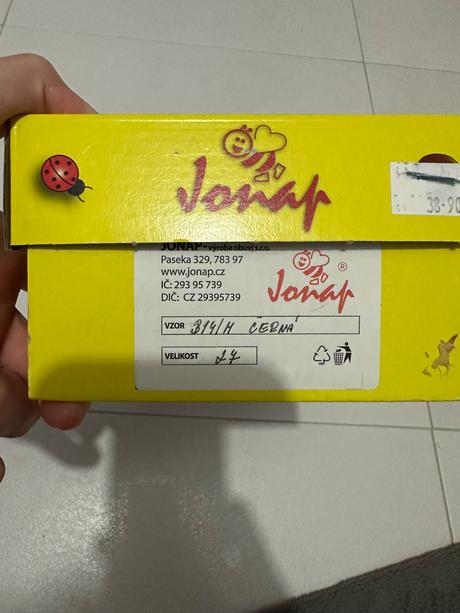 Jonap
38-90
JONAP-výroba obuvi s.r.o.
Paseka 329, 783 97
www.jonap.cz
IČ: 293 95 739
DIČ: CZ 29395739
Jonap®
VZOR B14/M ČERNÁ
VELIKOST 27